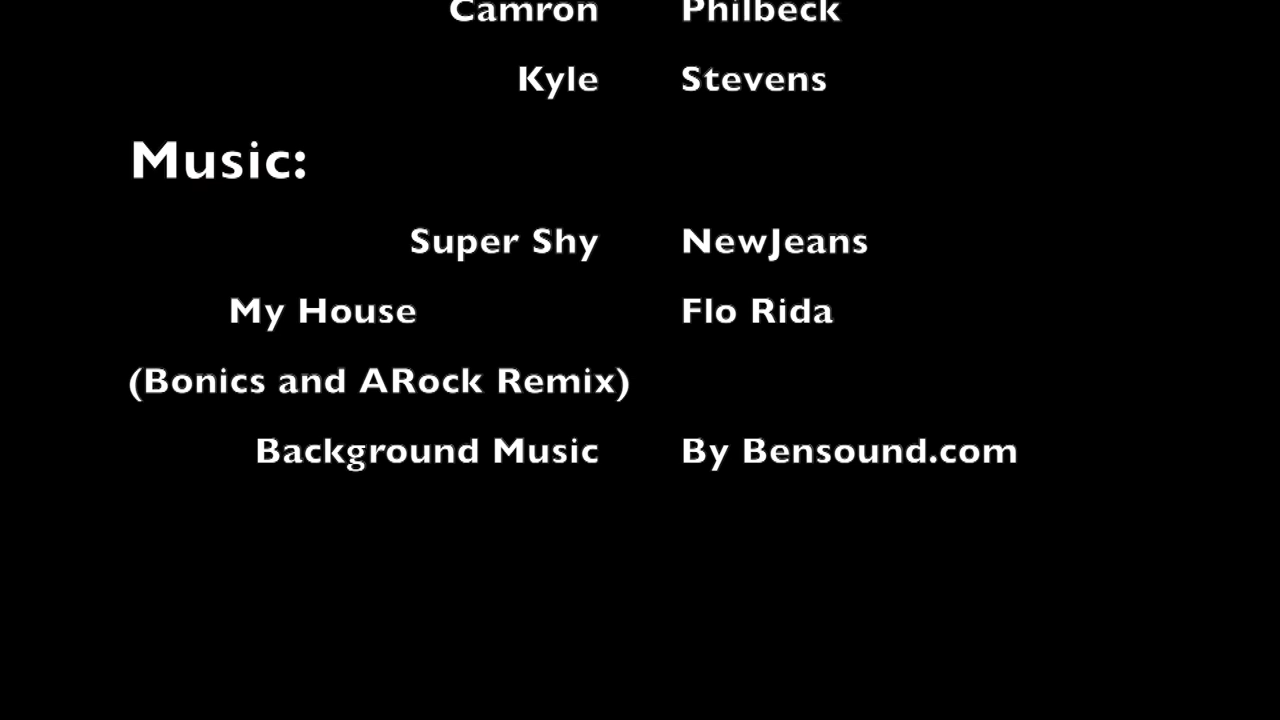 Camron Philbeck
Kyle Stevens
Music:
Super Shy NewJeans
My House Flo Rida
(Bonics and ARock Remix)
Background Music By Bensound.com